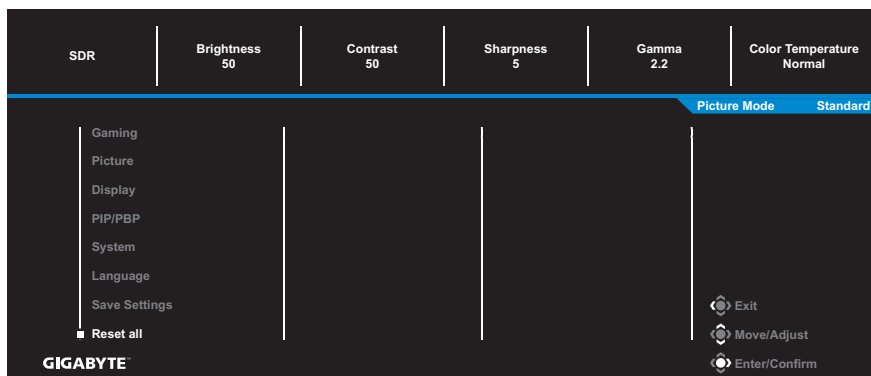 SDR
Brightness
50
Contrast
50
Sharpness
5
Gamma
2.2
Color Temperature
Normal
Picture Mode Standard
Gaming
Picture
Display
PIP/PBP
System
Language
Save Settings
Reset all
Exit
Move/Adjust
Enter/Confirm
GIGABYTE™